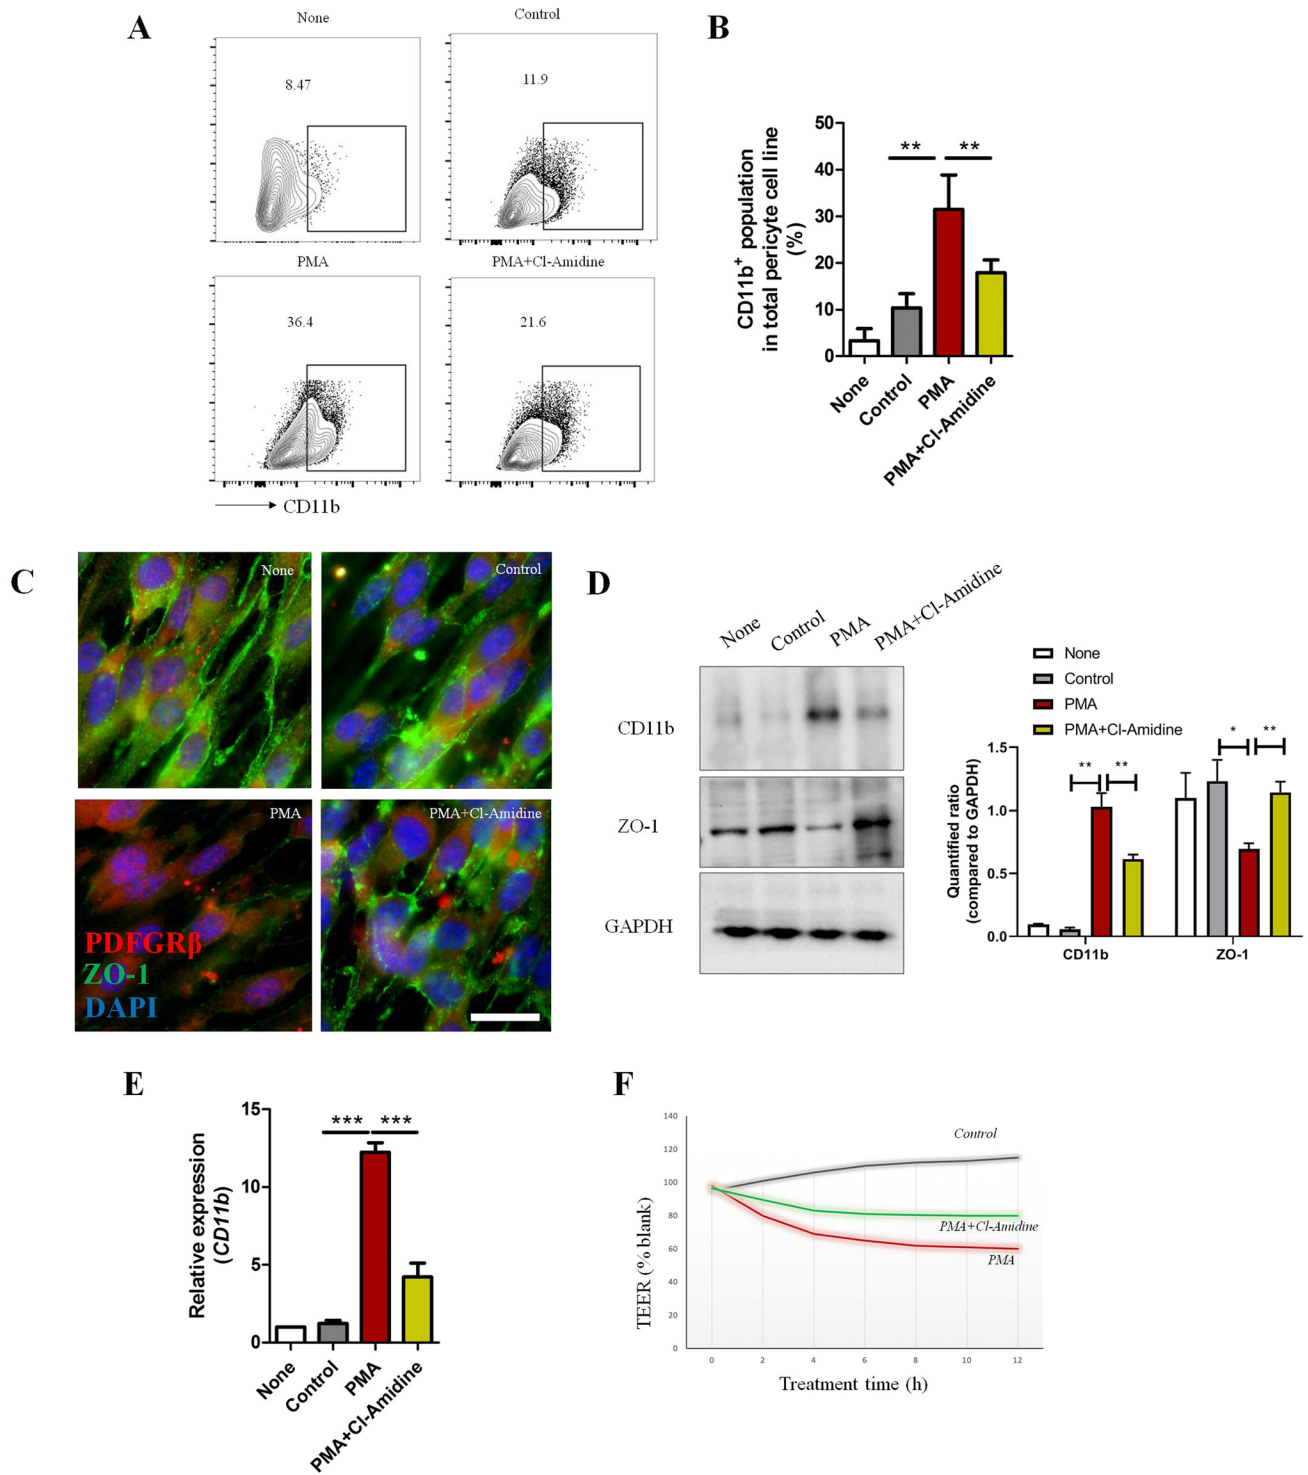 A
None
Control
8.47
11.9
PMA
PMA+Cl-Amidine
36.4
21.6
CD11b
B
CD11b+ population
in total pericyte cell line
(%)
50
40
30
20
10
0
**
**
None
Control
PMA
PMA+Cl-Amidine
C
None
Control
PMA
PMA+Cl-Amidine
PDFGRβ
ZO-1
DAPI
D
None
Control
PMA
PMA+Cl-Amidine
CD11b
ZO-1
GAPDH
None
Control
PMA
PMA+Cl-Amidine
Quantified ratio
(compared to GAPDH)
1.5
1.0
0.5
0.0
**
**
*
**
CD11b
ZO-1
E
Relative expression
(CD11b)
15
10
5
0
***
***
None
Control
PMA
PMA+Cl-Amidine
F
TEER (% blank)
140
120
100
80
60
40
20
0
Control
PMA+Cl-Amidine
PMA
0 2 4 6 8 10 12
Treatment time (h)